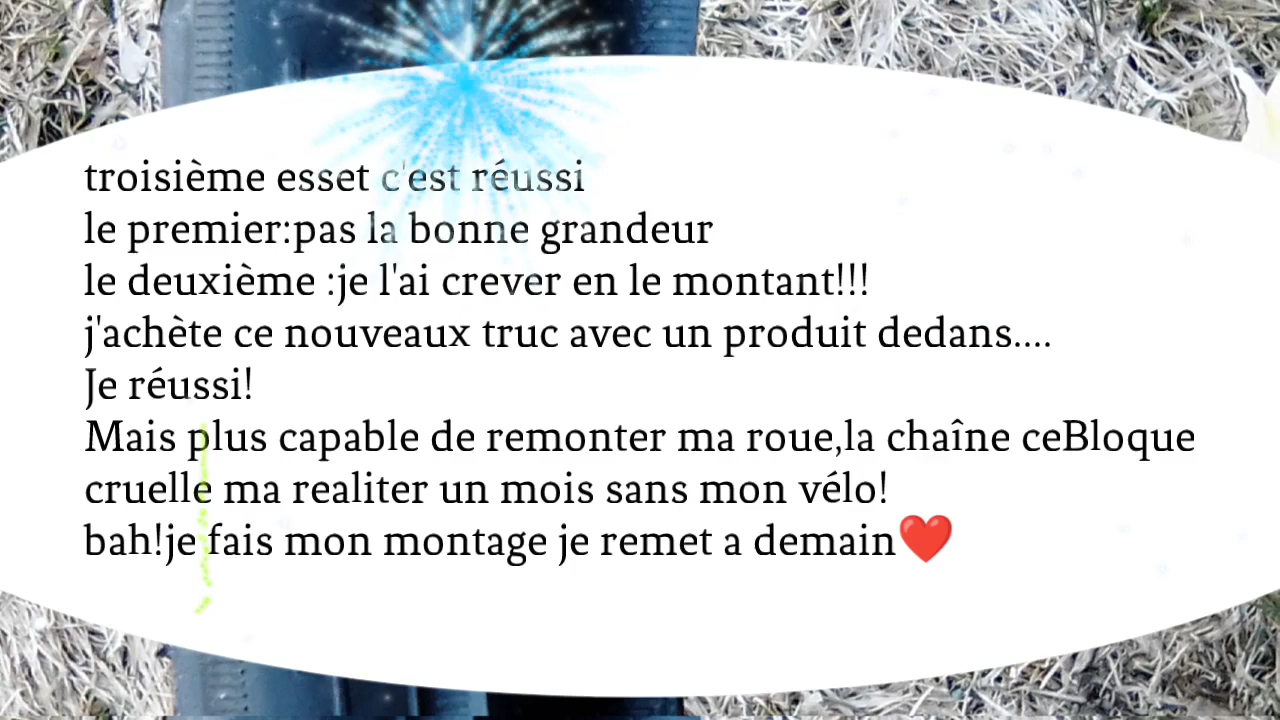 troisième esset c'est réussi
le premier:pas la bonne grandeur
le deuxième :je l'ai crever en le montant!!!
j'achète ce nouveaux truc avec un produit dedans....
Je réussi!
Mais plus capable de remonter ma roue,la chaîne ceBloque
cruelle ma realiter un mois sans mon vélo!
bah!je fais mon montage je remet a demain❤️